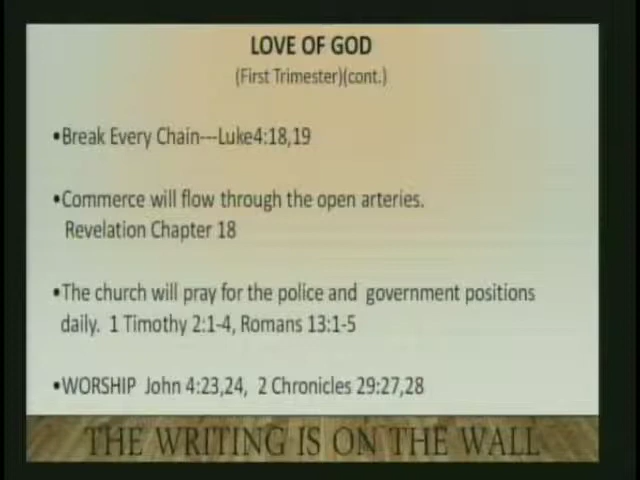 LOVE OF GOD
(First Trimester)(cont.)
•Break Every Chain---Luke4:18,19
•Commerce will flow through the open arteries.
Revelation Chapter 18
•The church will pray for the police and government positions
daily. 1 Timothy 2:1-4, Romans 13:1-5
•WORSHIP John 4:23,24, 2 Chronicles 29:27,28
THE WRITING IS ON THE WALL